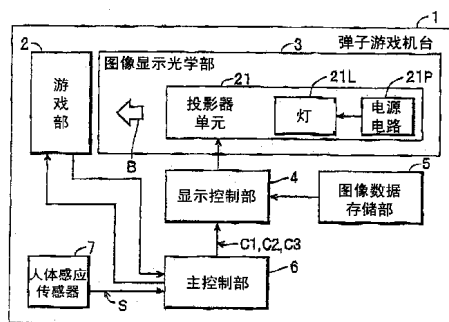 1
弹子游戏机台
2
3
图像显示光学部
游
戏
部
21
21L
21P
投影器
单元
灯
电源
电路
B
4
5
显示控制部
图像数据
存储部
C1,C2,C3
7
6
人体感应
传感器
主控制部
S